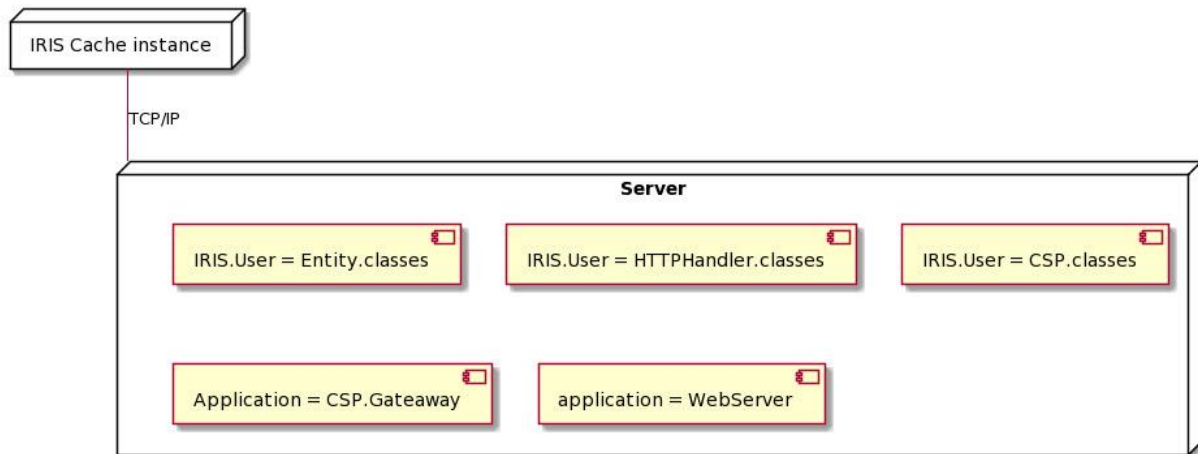 IRIS Cache instance
TCP/IP
Server
IRIS.User = Entity.classes
IRIS.User = HTTPHandler.classes
IRIS.User = CSP.classes
Application = CSP.Gateaway
application = WebServer